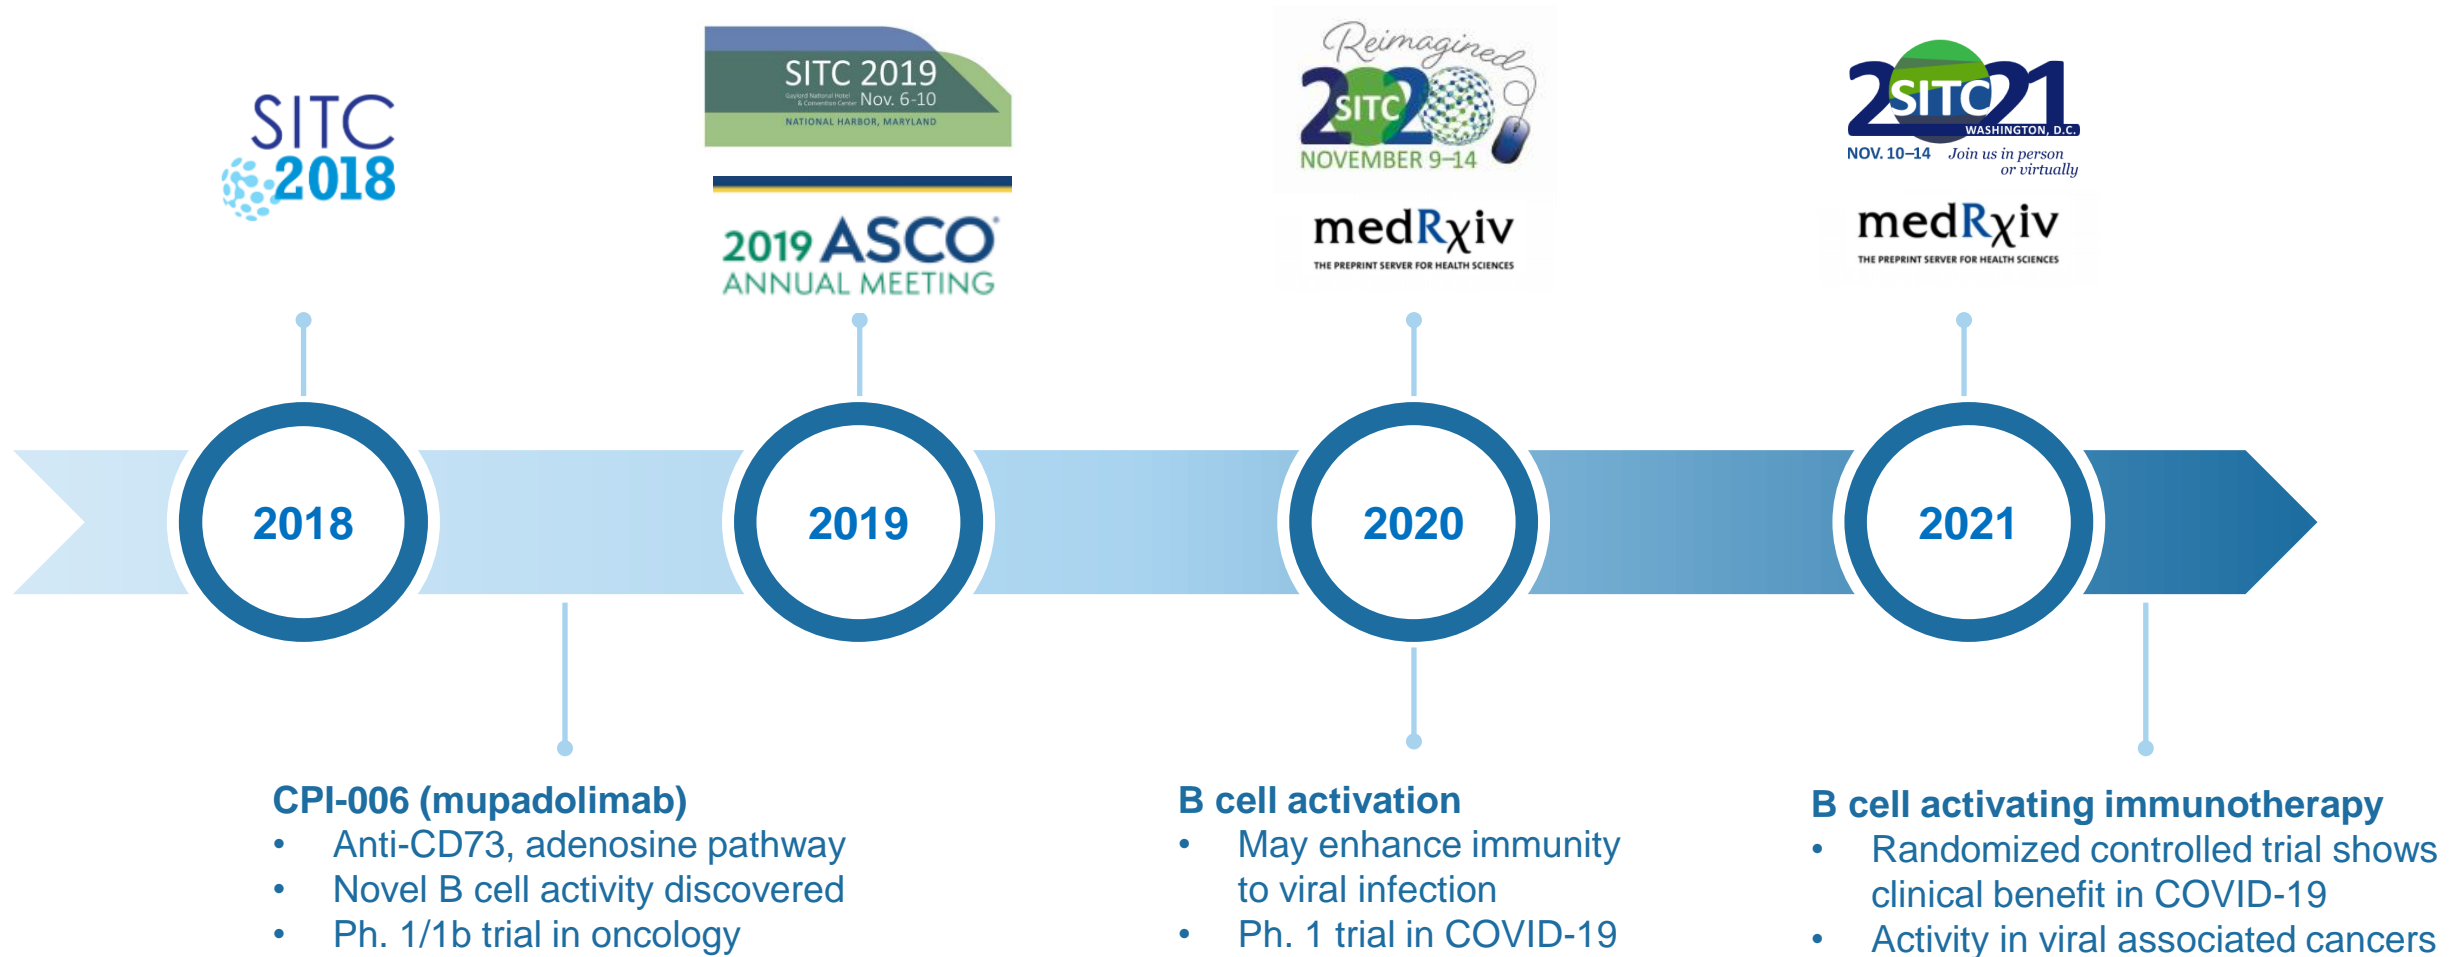 SITC
2018
SITC 2019
Gaylord National Hotel
& Convention Center
Nov. 6-10
NATIONAL HARBOR, MARYLAND
2019 ASCO®
ANNUAL MEETING
Reimagined
2020
SITC
NOVEMBER 9–14
medRxiv
THE PREPRINT SERVER FOR HEALTH SCIENCES
2021
SITC
WASHINGTON, D.C.
NOV. 10–14 Join us in person
or virtually
medRxiv
THE PREPRINT SERVER FOR HEALTH SCIENCES
2018
2019
2020
2021
CPI-006 (mupadolimab)
• Anti-CD73, adenosine pathway
• Novel B cell activity discovered
• Ph. 1/1b trial in oncology
B cell activation
• May enhance immunity
to viral infection
• Ph. 1 trial in COVID-19
B cell activating immunotherapy
• Randomized controlled trial shows
clinical benefit in COVID-19
• Activity in viral associated cancers